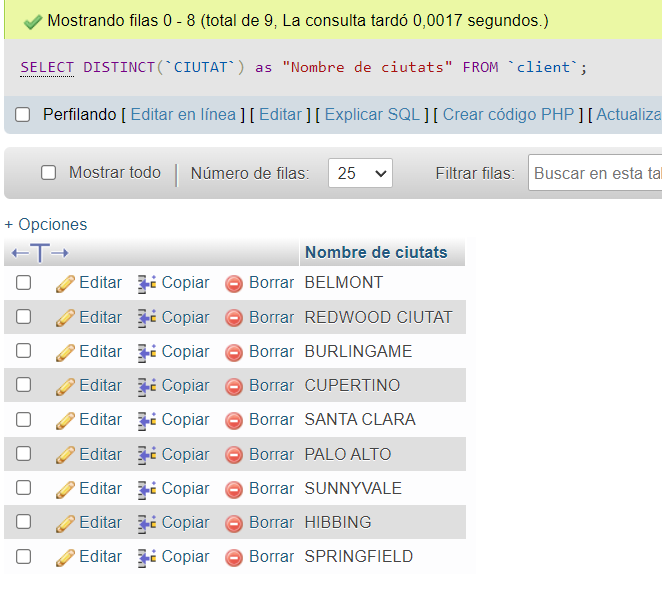 Mostrando filas 0 - 8 (total de 9, La consulta tardó 0,0017 segundos.)
SELECT DISTINCT(`CIUTAT`) as "Nombre de ciutats" FROM `client`;
Perfilando [ Editar en línea ] [ Editar ] [ Explicar SQL ] [ Crear código PHP ] [ Actualiza
Mostrar todo Número de filas: 25 Filtrar filas: Buscar en esta ta
+ Opciones
←T→ Nombre de ciutats
Editar Copiar Borrar BELMONT
Editar Copiar Borrar REDWOOD CIUTAT
Editar Copiar Borrar BURLINGAME
Editar Copiar Borrar CUPERTINO
Editar Copiar Borrar SANTA CLARA
Editar Copiar Borrar PALO ALTO
Editar Copiar Borrar SUNNYVALE
Editar Copiar Borrar HIBBING
Editar Copiar Borrar SPRINGFIELD